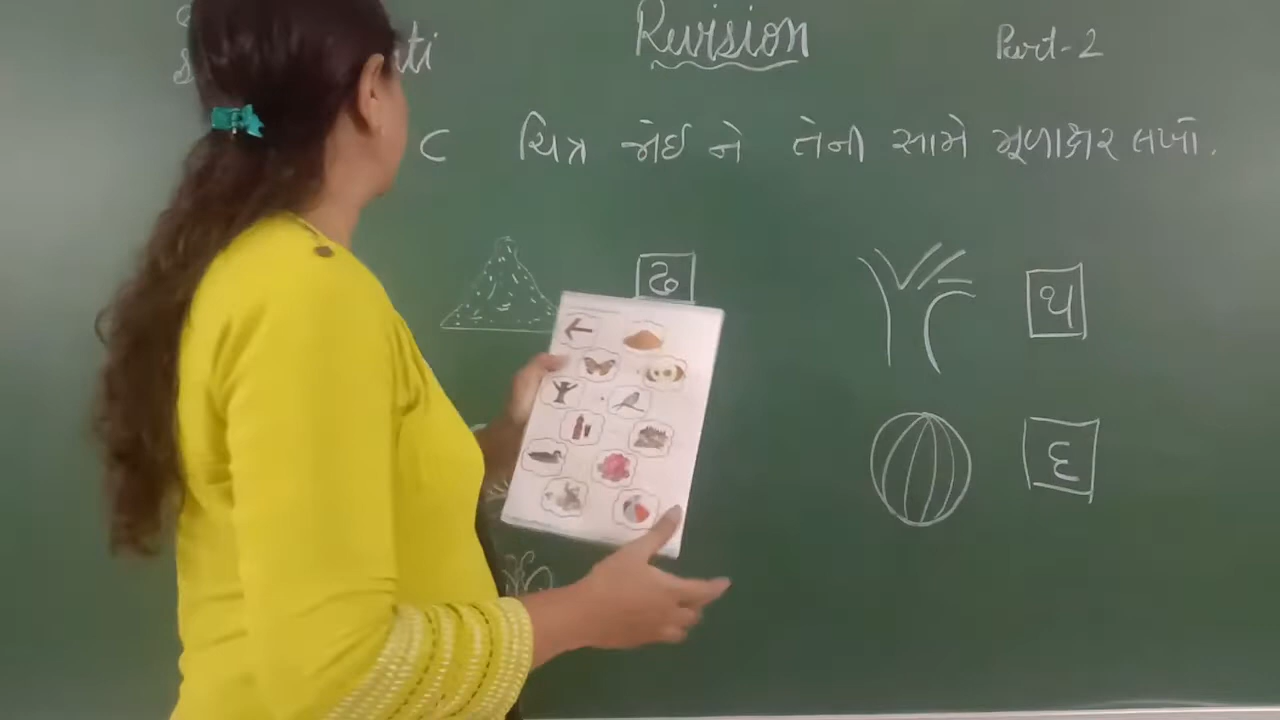 Revision
Part-2
C ચિત્ર જોઈ ને તેની સામે મૂળાક્ષર લખો.
ઢ
થ
દ